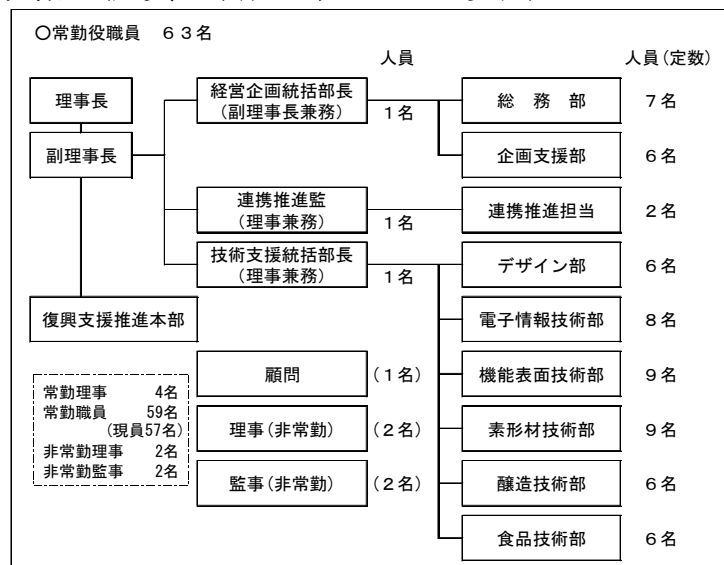 〇常勤役職員　６３名
人員
人員（定数）
理事長
副理事長
復興支援推進本部
経営企画統括部長
（副理事長兼務）
１名
総　務　部
７名
企画支援部
６名
連携推進監
（理事兼務）
１名
連携推進担当
２名
技術支援統括部長
（理事兼務）
１名
デザイン部
６名
電子情報技術部
８名
顧問
（１名）
機能表面技術部
９名
理事（非常勤）
（２名）
素形材技術部
９名
監事（非常勤）
（２名）
醸造技術部
６名
食品技術部
６名
常勤理事　4名
常勤職員　59名
（現員57名）
非常勤理事　2名
非常勤監事　2名